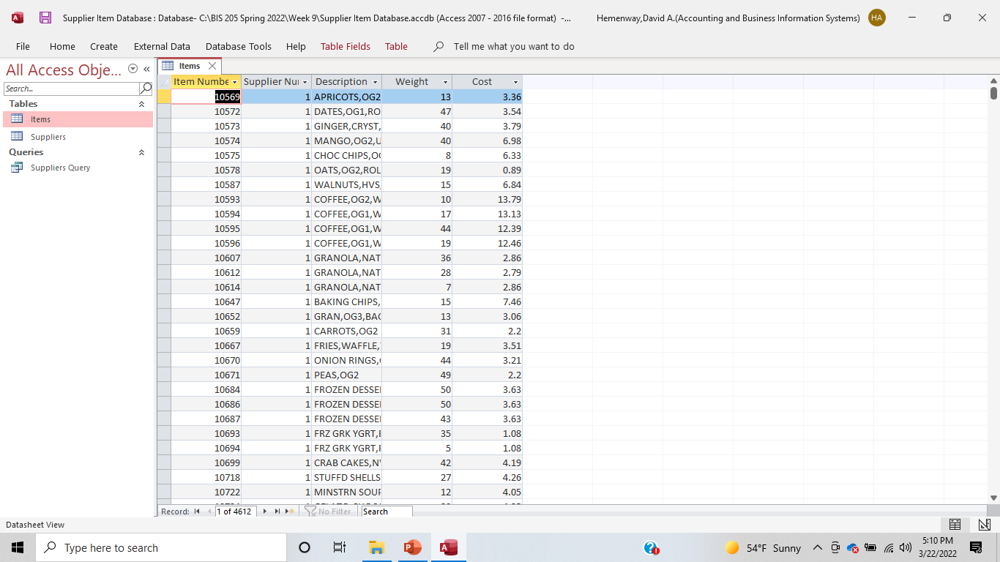 Supplier Item Database : Database- C:\BIS 205 Spring 2022\Week 9\Supplier Item Database.accdb (Access 2007 - 2016 file format) -... Hemenway,David A.(Accounting and Business Information Systems) HA
File Home Create External Data Database Tools Help Table Fields Table Tell me what you want to do
All Access Obje...
Search...
Tables
Items
Suppliers
Queries
Suppliers Query
Items
Item Numbe Supplier Nu Description Weight Cost
10569 1 APRICOTS,OG2 13 3.36
10572 1 DATES,OG1,RO 47 3.54
10573 1 GINGER,CRYST, 40 3.79
10574 1 MANGO,OG2,U 40 6.98
10575 1 CHOC CHIPS,OG 8 6.33
10578 1 OATS,OG2,ROL 19 0.89
10587 1 WALNUTS,HVS, 15 6.84
10593 1 COFFEE,OG2,W 10 13.79
10594 1 COFFEE,OG1,W 17 13.13
10595 1 COFFEE,OG1,W 44 12.39
10596 1 COFFEE,OG1,W 19 12.46
10607 1 GRANOLA,NAT 36 2.86
10612 1 GRANOLA,NAT 28 2.79
10614 1 GRANOLA,NAT 7 2.86
10647 1 BAKING CHIPS, 15 7.46
10652 1 GRAN,OG3,BAG 13 3.06
10659 1 CARROTS,OG2 31 2.2
10667 1 FRIES,WAFFLE, 19 3.51
10670 1 ONION RINGS, 44 3.21
10671 1 PEAS,OG2 49 2.2
10684 1 FROZEN DESSE 50 3.63
10686 1 FROZEN DESSE 50 3.63
10687 1 FROZEN DESSE 43 3.63
10693 1 FRZ GRK YGRT, 35 1.08
10694 1 FRZ GRK YGRT, 5 1.08
10699 1 CRAB CAKES,N 42 4.19
10718 1 STUFFD SHELLS 27 4.26
10722 1 MINSTRN SOUP 12 4.05
Record: 1 of 4612 No Filter Search
Datasheet View
Type here to search 54°F Sunny 5:10 PM
3/22/2022